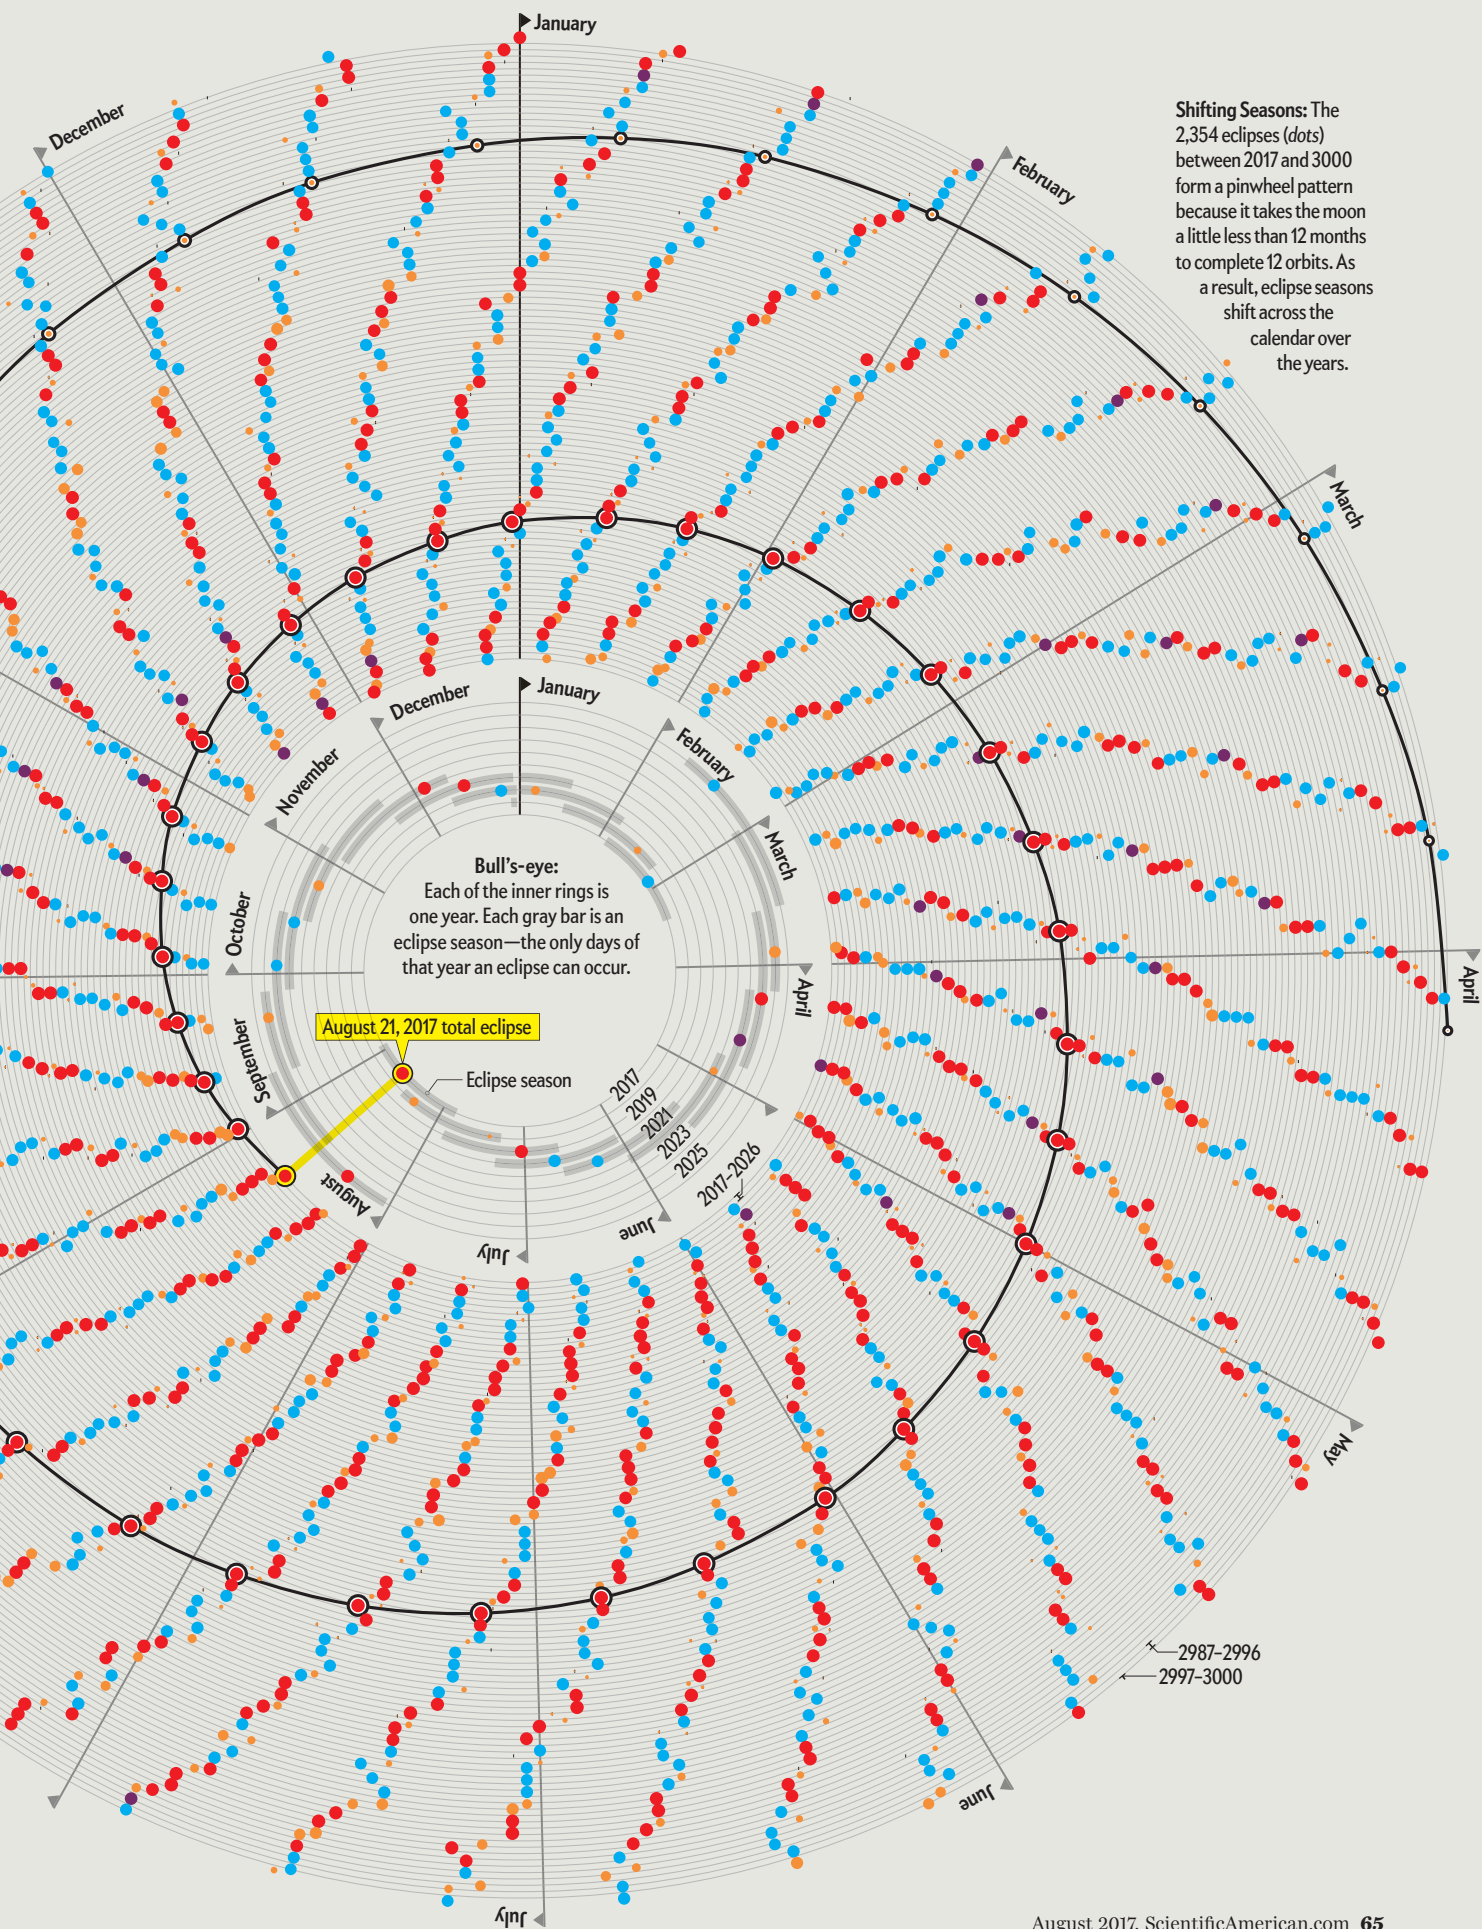 January
December
February
Shifting Seasons: The
2,354 eclipses (dots)
between 2017 and 3000
form a pinwheel pattern
because it takes the moon
a little less than 12 months
to complete 12 orbits. As
a result, eclipse seasons
shift across the
calendar over
the years.
March
January
December
February
November
March
Bull's-eye:
Each of the inner rings is
one year. Each gray bar is an
eclipse season—the only days of
that year an eclipse can occur.
October
April
April
August 21, 2017 total eclipse
September
Eclipse season
2017
2019
2021
2023
2025
2017–2026
August
June
July
May
2987–2996
2997–3000
June
July
August 2017, ScientificAmerican.com 65